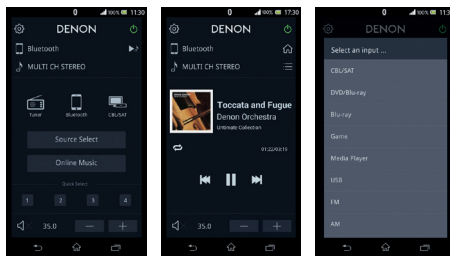 100% 11:30
DENON
Bluetooth
MULTI CH STEREO
Tuner Bluetooth CBL/SAT
Source Select
Online Music
Quick Select
1 2 3 4
35.0
100% 17:30
DENON
Bluetooth
MULTI CH STEREO
Toccata and Fugue
Denon Orchestra
Ultimate Collection
01:22/03:15
35.0
100% 11:30
DENON
Select an input ...
CBL/SAT
DVD/Blu-ray
Blu-ray
Game
Media Player
USB
FM
AM